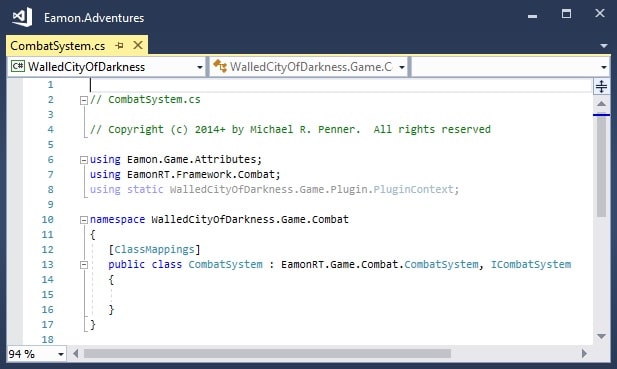 Eamon.Adventures
CombatSystem.cs
WalledCityOfDarkness
WalledCityOfDarkness.Game.C
1
2 // CombatSystem.cs
3
4 // Copyright (c) 2014+ by Michael R. Penner.  All rights reserved
5
6 using Eamon.Game.Attributes;
7 using EamonRT.Framework.Combat;
8 using static WalledCityOfDarkness.Game.Plugin.PluginContext;
9
10 namespace WalledCityOfDarkness.Game.Combat
11 {
12 [ClassMappings]
13 public class CombatSystem : EamonRT.Game.Combat.CombatSystem, ICombatSystem
14 {
15
16 }
17 }
18
94 %